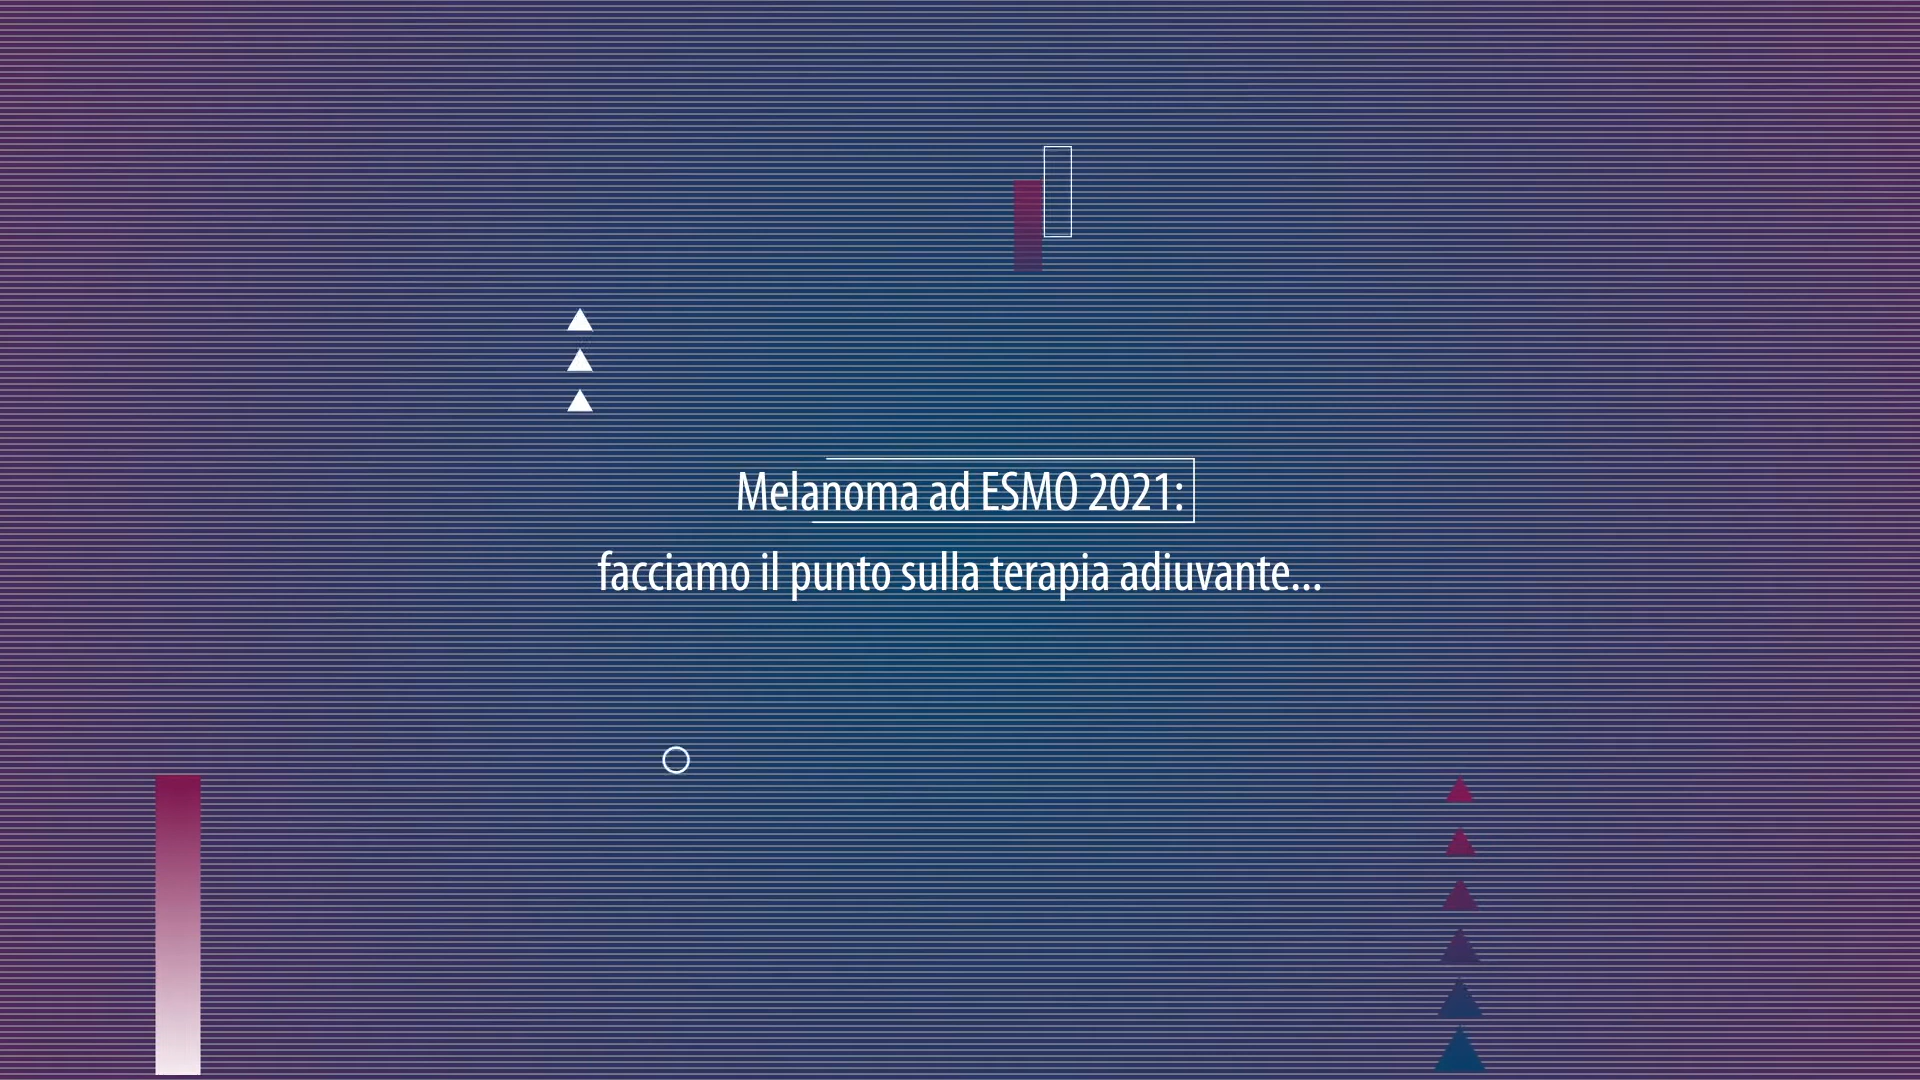 Melanoma ad ESMO 2021:
facciamo il punto sulla terapia adiuvante...